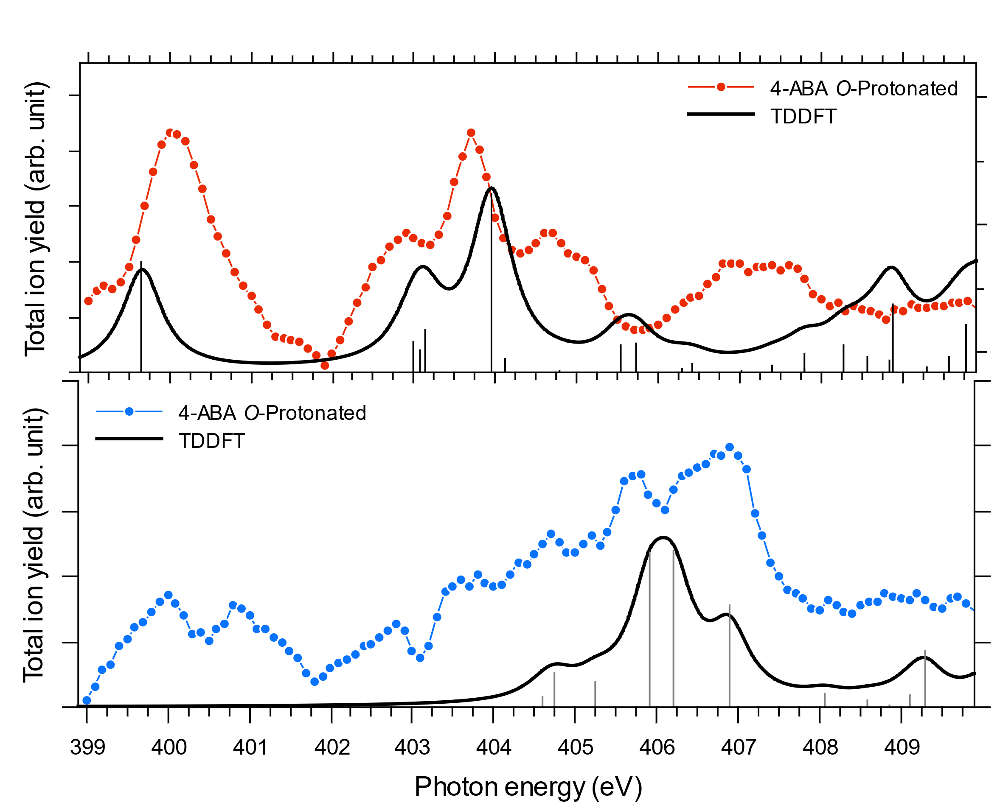 Total ion yield (arb. unit)
4-ABA O-Protonated
TDDFT
Total ion yield (arb. unit)
4-ABA O-Protonated
TDDFT
399 400 401 402 403 404 405 406 407 408 409
Photon energy (eV)